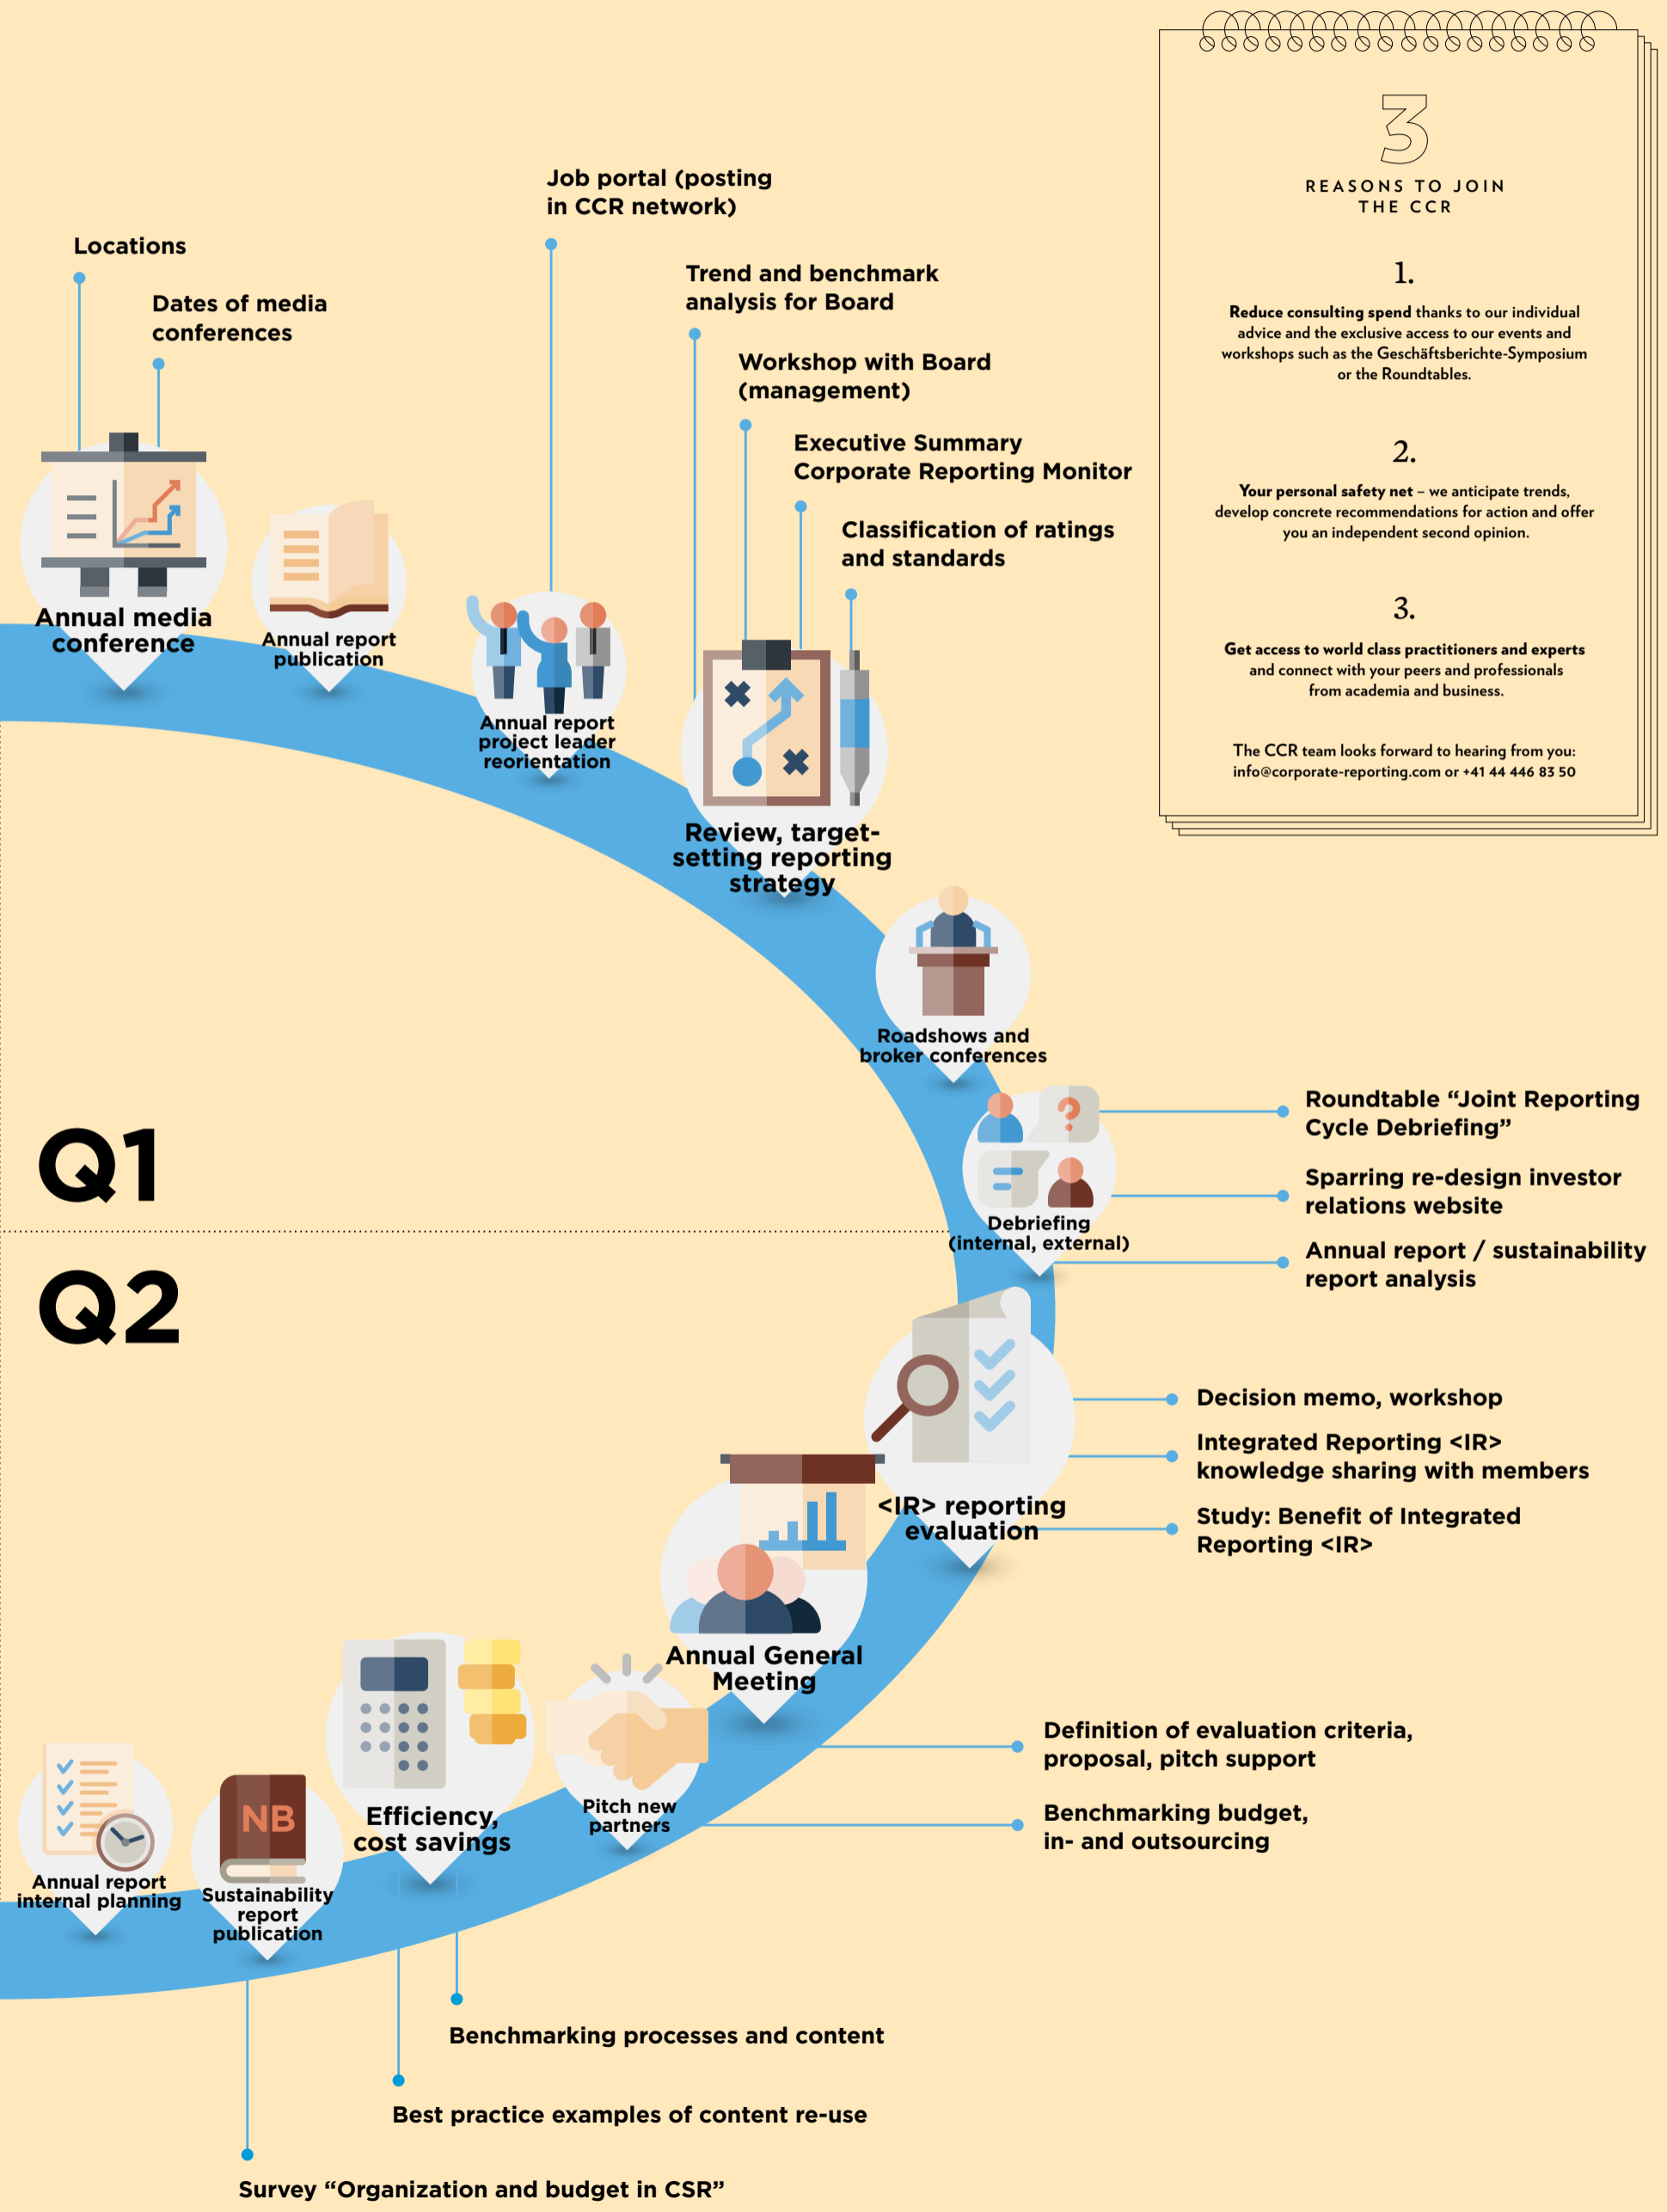 3
REASONS TO JOIN
THE CCR
1.
Reduce consulting spend thanks to our individual
advice and the exclusive access to our events and
workshops such as the Geschäftsberichte-Symposium
or the Roundtables.
2.
Your personal safety net – we anticipate trends,
develop concrete recommendations for action and offer
you an independent second opinion.
3.
Get access to world class practitioners and experts
and connect with your peers and professionals
from academia and business.
The CCR team looks forward to hearing from you:
info@corporate-reporting.com or +41 44 446 83 50
Locations
Dates of media
conferences
Annual media
conference
Annual report
publication
Job portal (posting
in CCR network)
Annual report
project leader
reorientation
Trend and benchmark
analysis for Board
Workshop with Board
(management)
Executive Summary
Corporate Reporting Monitor
Classification of ratings
and standards
Review, target-
setting reporting
strategy
Roadshows and
broker conferences
Q1
Debriefing
(internal, external)
Roundtable “Joint Reporting
Cycle Debriefing”
Sparring re-design investor
relations website
Annual report / sustainability
report analysis
Q2
<IR> reporting
evaluation
Decision memo, workshop
Integrated Reporting <IR>
knowledge sharing with members
Study: Benefit of Integrated
Reporting <IR>
Annual General
Meeting
Pitch new
partners
Definition of evaluation criteria,
proposal, pitch support
Benchmarking budget,
in- and outsourcing
Efficiency,
cost savings
Benchmarking processes and content
Best practice examples of content re-use
NB
Sustainability
report
publication
Survey “Organization and budget in CSR”
Annual report
internal planning